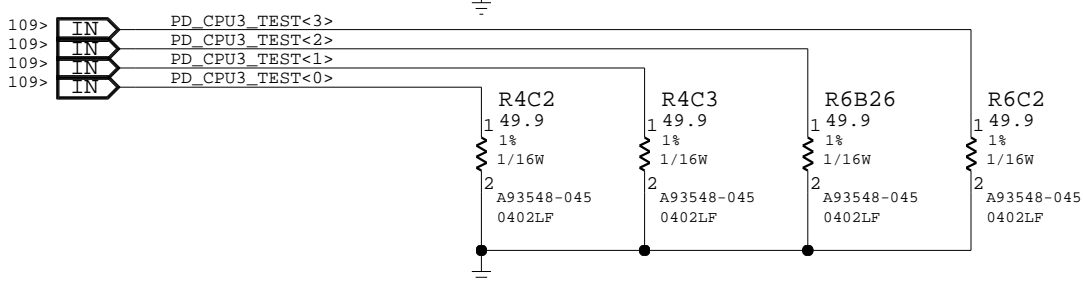 109> IN PD_CPU3_TEST<3>
109> IN PD_CPU3_TEST<2>
109> IN PD_CPU3_TEST<1>
109> IN PD_CPU3_TEST<0>
R4C2 R4C3 R6B26 R6C2
1 49.9 1 49.9 1 49.9 1 49.9
1% 1% 1% 1%
1/16W 1/16W 1/16W 1/16W
2 2 2 2
A93548-045 A93548-045 A93548-045 A93548-045
0402LF 0402LF 0402LF 0402LF